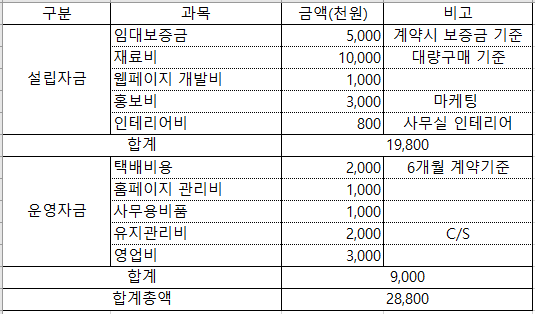 구분 과목 금액(천원) 비고
임대보증금 5,000 계약시 보증금 기준
재료비 10,000 대량구매 기준
설립자금 웹페이지 개발비 1,000
홍보비 3,000 마케팅
인테리어비 800 사무실 인테리어
합계 19,800
택배비용 2,000 6개월 계약기준
홈페이지 관리비 1,000
운영자금 사무용비품 1,000
유지관리비 2,000 C/S
영업비 3,000
합계 9,000
합계총액 28,800